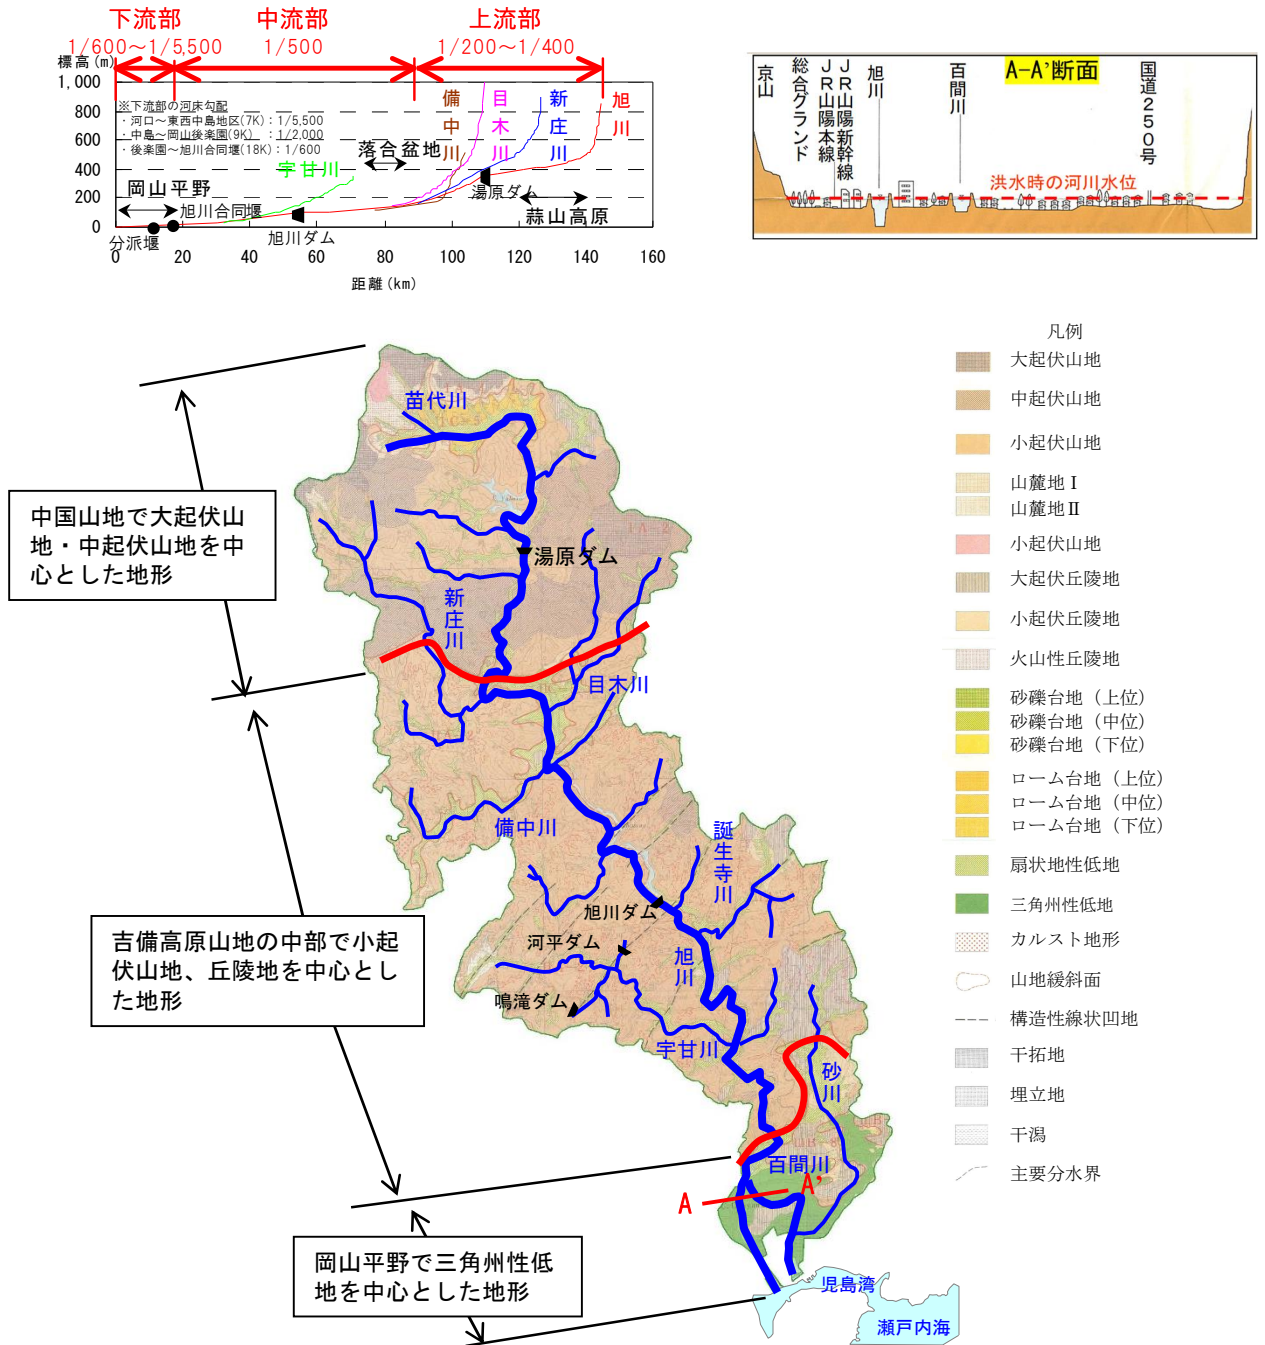 下流部
中流部
上流部
1/600～1/5,500
1/500
1/200～1/400
標高(m)
1,000
800
600
400
200
0
※下流部の河床勾配
・河口～東西中島地区(7K)：1/5,500
・中島～岡山後楽園(9K)　：1/2,000
・後楽園～旭川合同堰(18K)：1/600
備中川
目木川
新庄川
旭川
宇甘川
落合盆地
岡山平野
旭川合同堰
分派堰
旭川ダム
湯原ダム
蒜山高原
0
20
40
60
80
100
120
140
160
距離(km)
京山
総合グランド
JR山陽本線
JR山陽新幹線
旭川
百間川
A-A'断面
国道250号
洪水時の河川水位
苗代川
湯原ダム
新庄川
目木川
備中川
誕生寺川
旭川ダム
河平ダム
旭川
鳴滝ダム
宇甘川
砂川
百間川
A
A'
児島湾
瀬戸内海
中国山地で大起伏山
地・中起伏山地を中
心とした地形
吉備高原山地の中部で小起
伏山地、丘陵地を中心とし
た地形
岡山平野で三角州性低
地を中心とした地形
凡例
大起伏山地
中起伏山地
小起伏山地
山麓地Ⅰ
山麓地Ⅱ
小起伏山地
大起伏丘陵地
小起伏丘陵地
火山性丘陵地
砂礫台地（上位）
砂礫台地（中位）
砂礫台地（下位）
ローム台地（上位）
ローム台地（中位）
ローム台地（下位）
扇状地性低地
三角州性低地
カルスト地形
山地緩斜面
構造性線状凹地
干拓地
埋立地
干潟
主要分水界